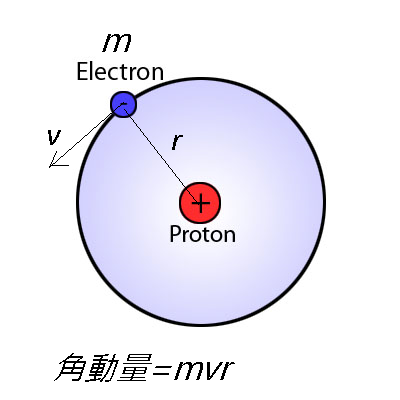 m
Electron
-
v
r
+
Proton
角動量=mvr